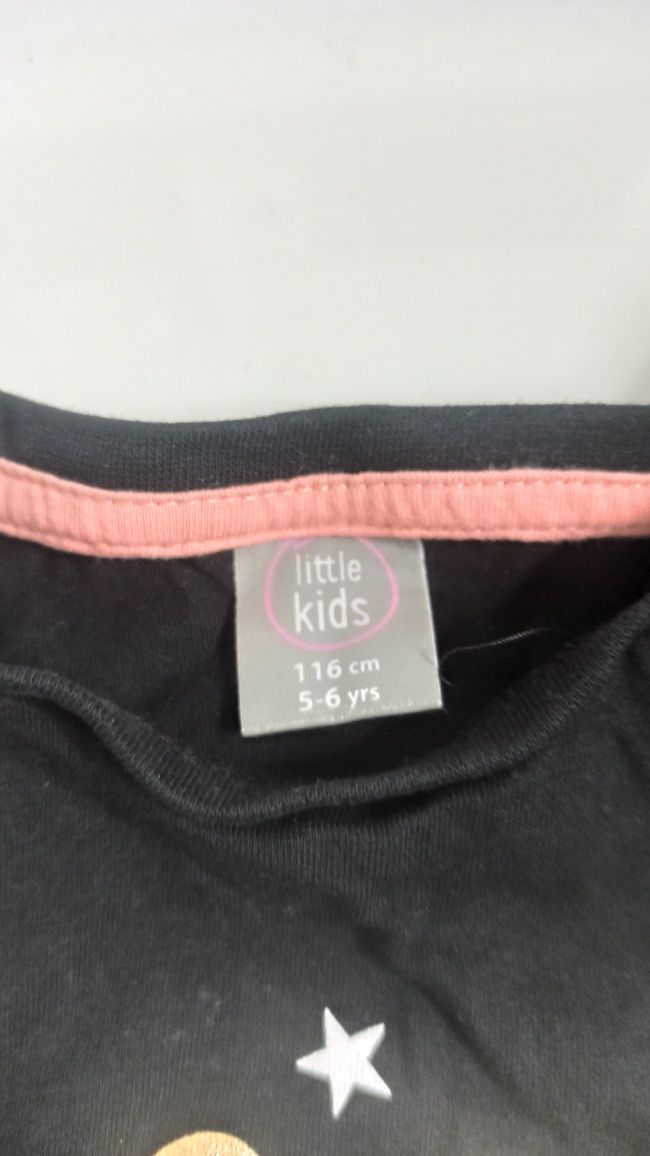 little
kids
116 cm
5-6 yrs